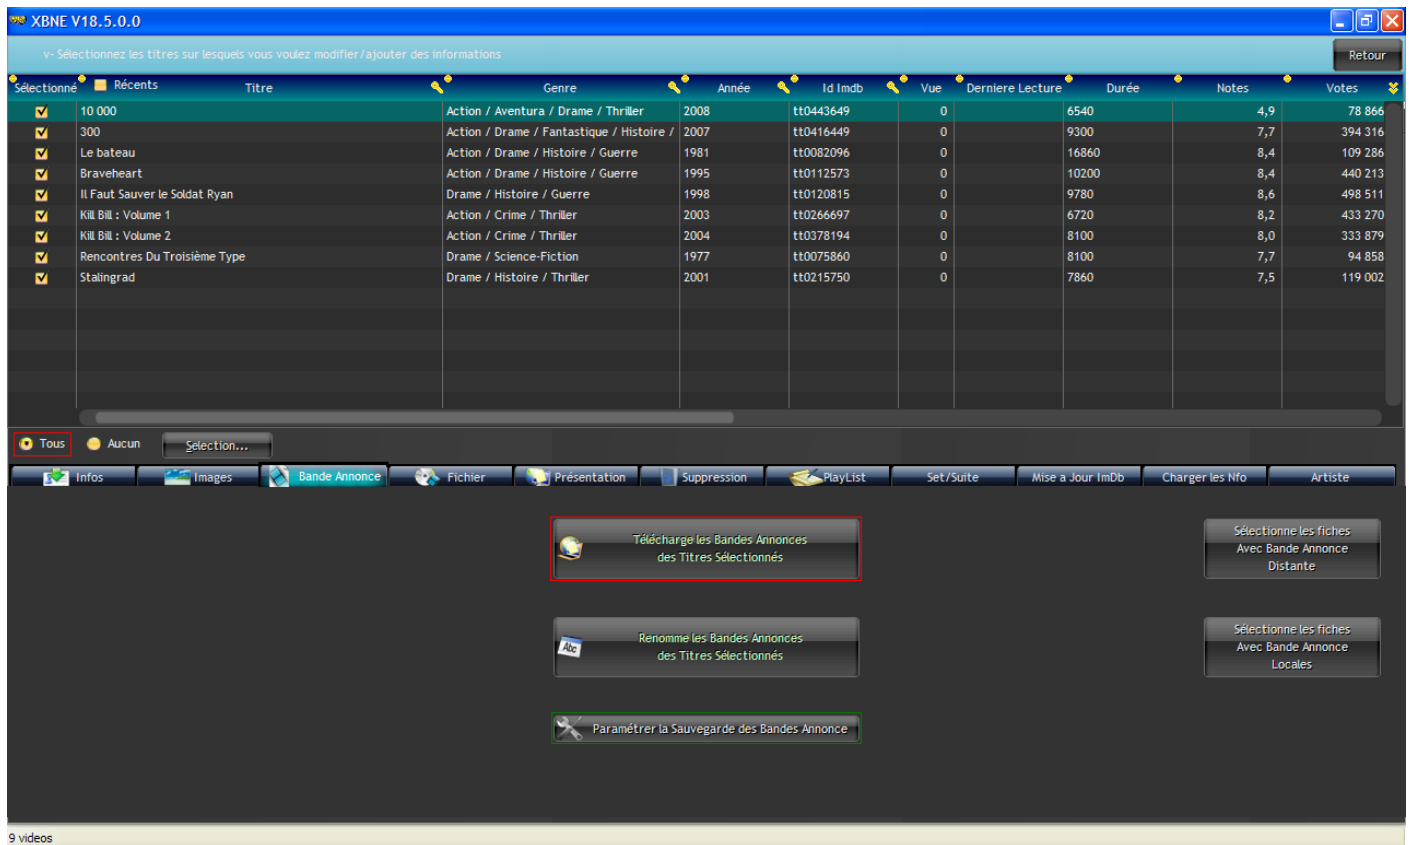 XBNE V18.5.0.0
v- Sélectionnez les titres sur lesquels vous voulez modifier/ajouter des informations
Retour
Sélectionné Récents Titre Genre Année Id Imdb Vue Derniere Lecture Durée Notes Votes
10 000 Action / Aventura / Drame / Thriller 2008 tt0443649 0 6540 4,9 78 866
300 Action / Drame / Fantastique / Histoire / 2007 tt0416449 0 9300 7,7 394 316
Le bateau Action / Drame / Histoire / Guerre 1981 tt0082096 0 16860 8,4 109 286
Braveheart Action / Drame / Histoire / Guerre 1995 tt0112573 0 10200 8,4 440 213
Il Faut Sauver le Soldat Ryan Drame / Histoire / Guerre 1998 tt0120815 0 9780 8,6 498 511
Kill Bill : Volume 1 Action / Crime / Thriller 2003 tt0266697 0 6720 8,2 433 270
Kill Bill : Volume 2 Action / Crime / Thriller 2004 tt0378194 0 8100 8,0 333 879
Rencontres Du Troisième Type Drame / Science-Fiction 1977 tt0075860 0 8100 7,7 94 858
Stalingrad Drame / Histoire / Thriller 2001 tt0215750 0 7860 7,5 119 002
Tous Aucun Selection...
Infos Images Bande Annonce Fichier Présentation Suppression PlayList Set/Suite Mise a Jour ImDb Charger les Nfo Artiste
Télécharge les Bandes Annonces
des Titres Sélectionnés
Sélectionne les fiches
Avec Bande Annonce
Distante
Abc
Renomme les Bandes Annonces
des Titres Sélectionnés
Sélectionne les fiches
Avec Bande Annonce
Locales
Paramétrer la Sauvegarde des Bandes Annonce
9 videos